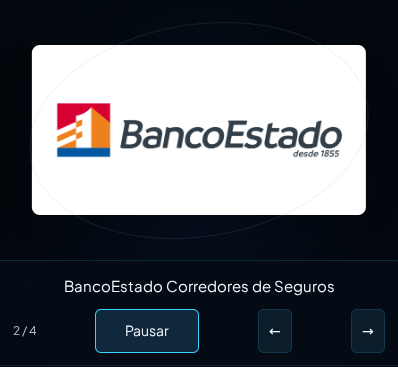 BancoEstado
desde 1855
BancoEstado Corredores de Seguros
2 / 4
Pausar
←
→